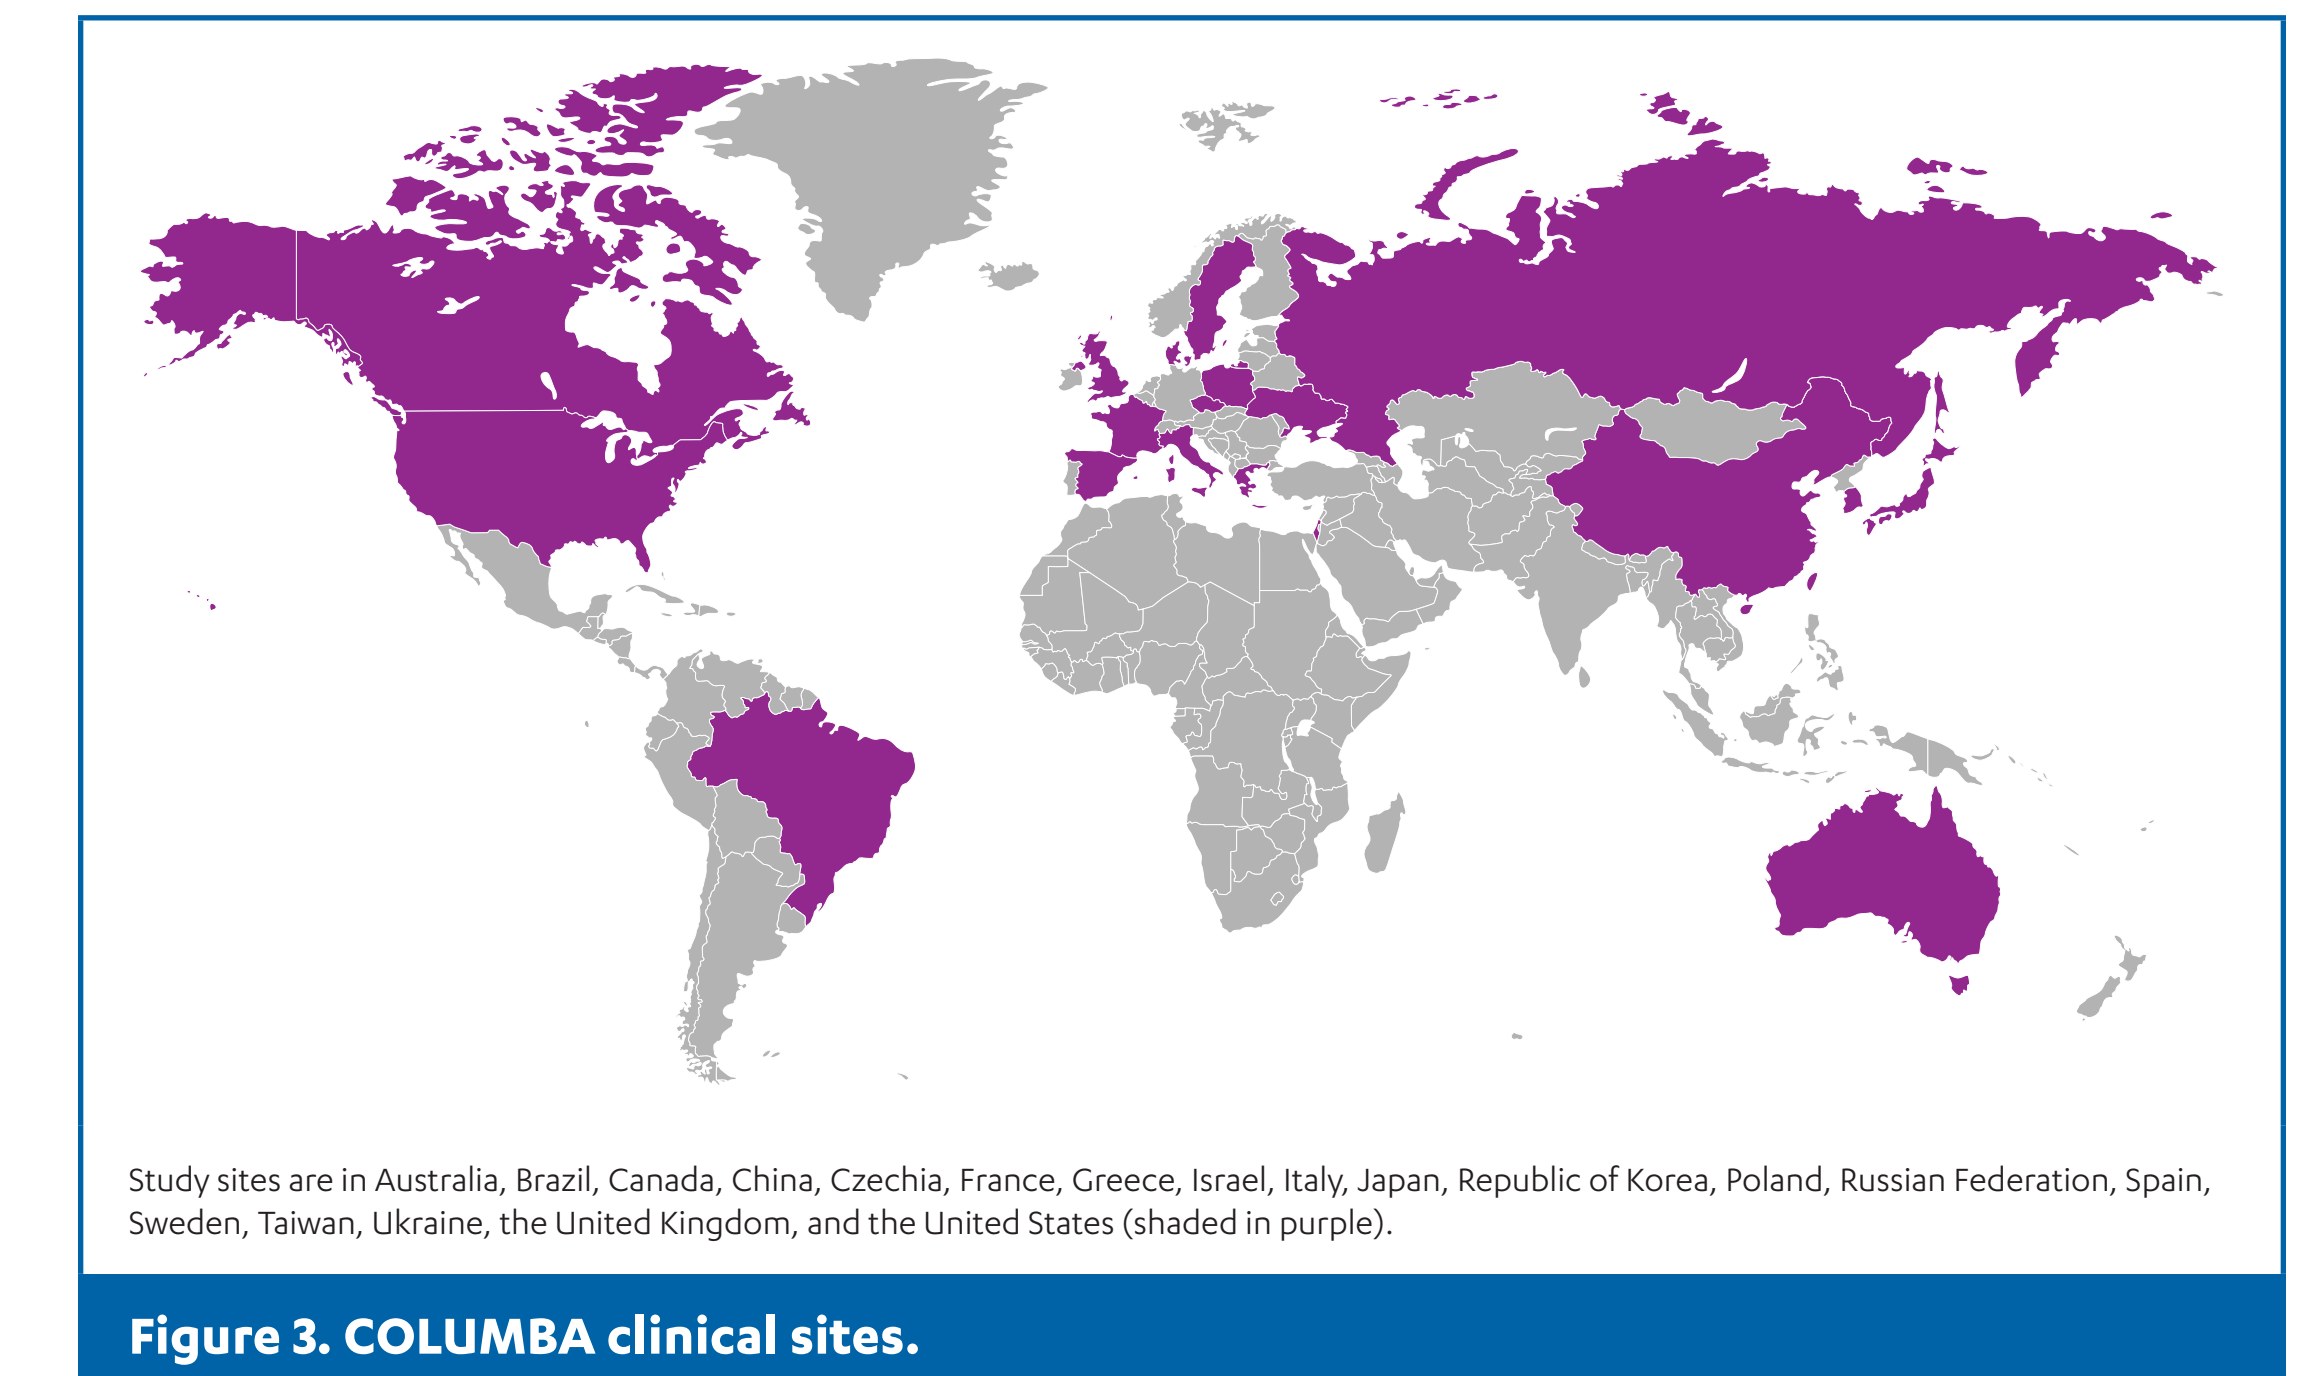 Study sites are in Australia, Brazil, Canada, China, Czechia, France, Greece, Israel, Italy, Japan, Republic of Korea, Poland, Russian Federation, Spain,
Sweden, Taiwan, Ukraine, the United Kingdom, and the United States (shaded in purple).
Figure 3. COLUMBA clinical sites.